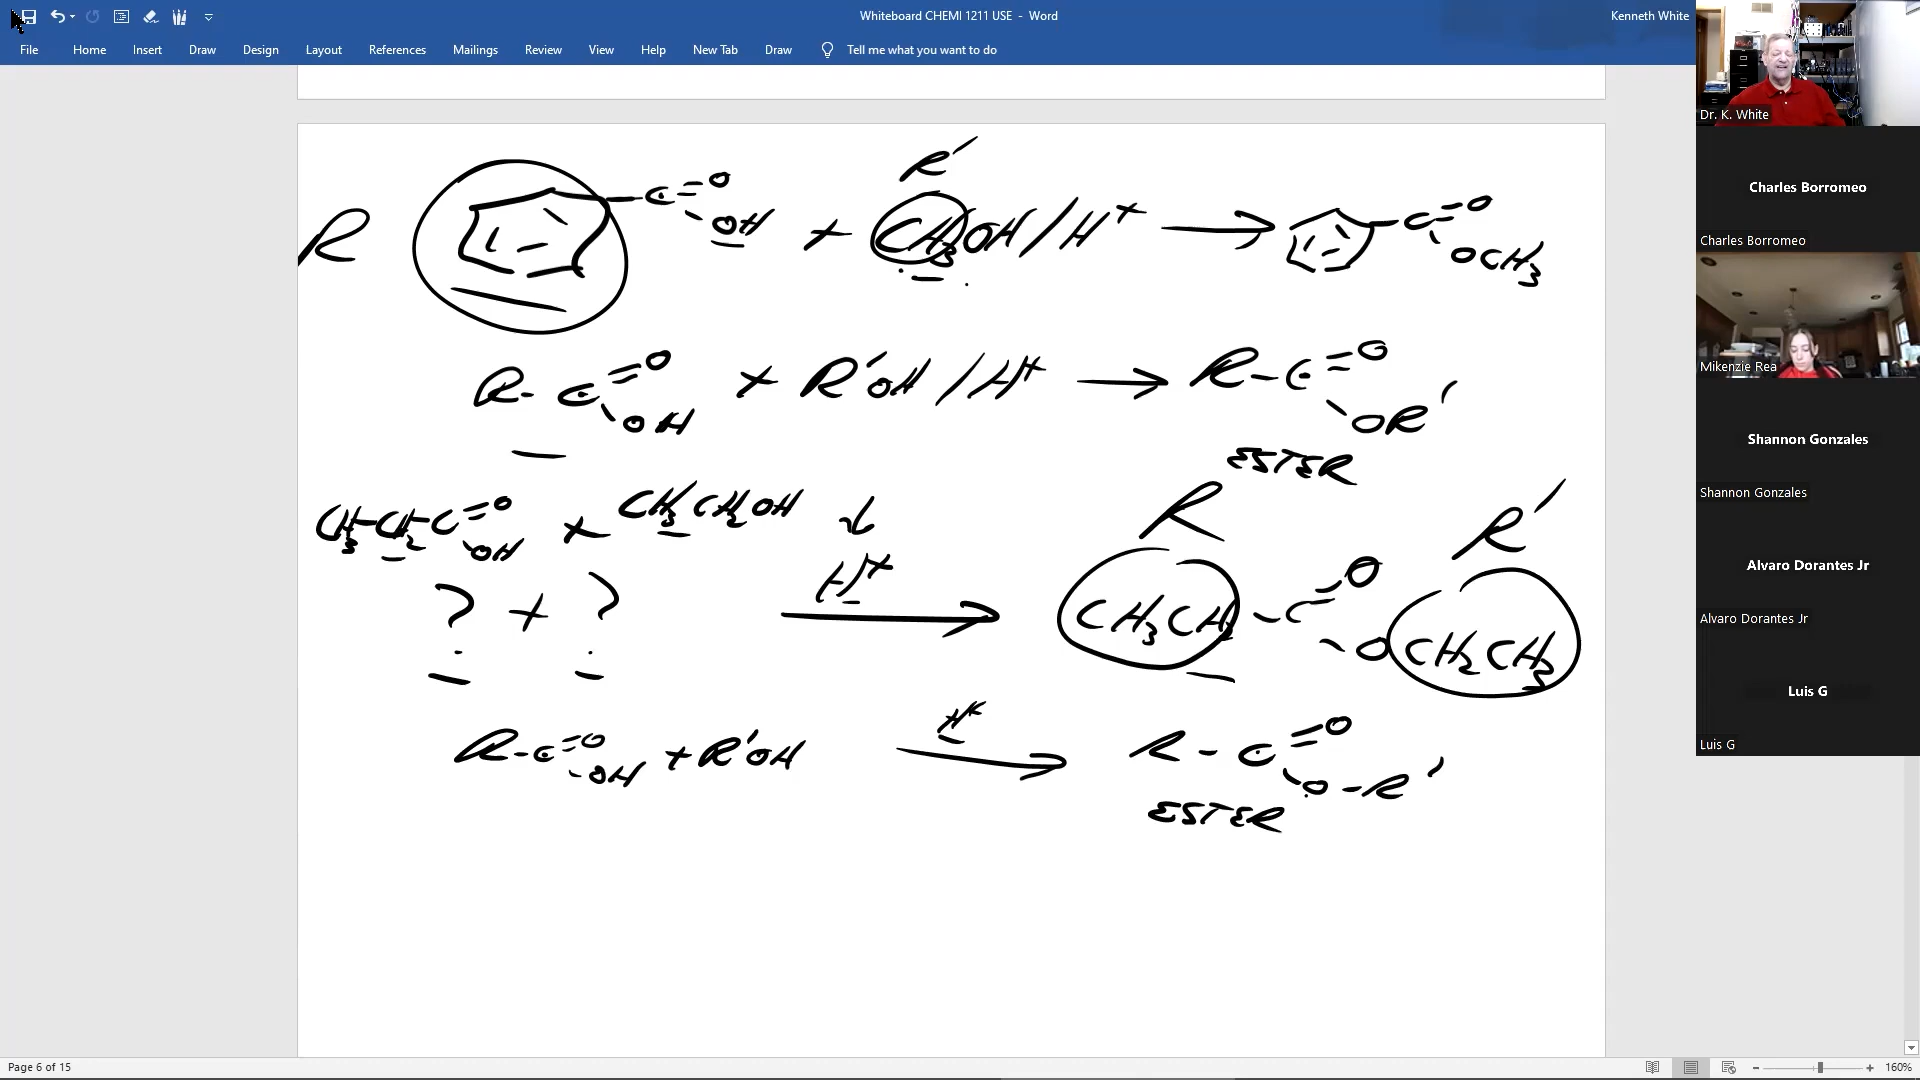 Whiteboard CHEMI 1211 USE - Word
Kenneth White
File Home Insert Draw Design Layout References Mailings Review View Help New Tab Draw Tell me what you want to do
Dr. K. White
Charles Borromeo
Charles Borromeo
Mikenzie Rea
Shannon Gonzales
Shannon Gonzales
Alvaro Dorantes Jr
Alvaro Dorantes Jr
Luis G
Luis G
R'
R C=O OH + CH3OH/H+ → C=O OCH3
R-C=O OH + R'OH/H+ → R-C=O OR'
ESTER
CH3-CH2-C=O OH + CH3CH2OH ↓
R R'
? + ? H+ → CH3CH2-C=O OCH2CH3
R-C=O OH + R'OH H+ → R-C=O O-R'
ESTER
Page 6 of 15
160%